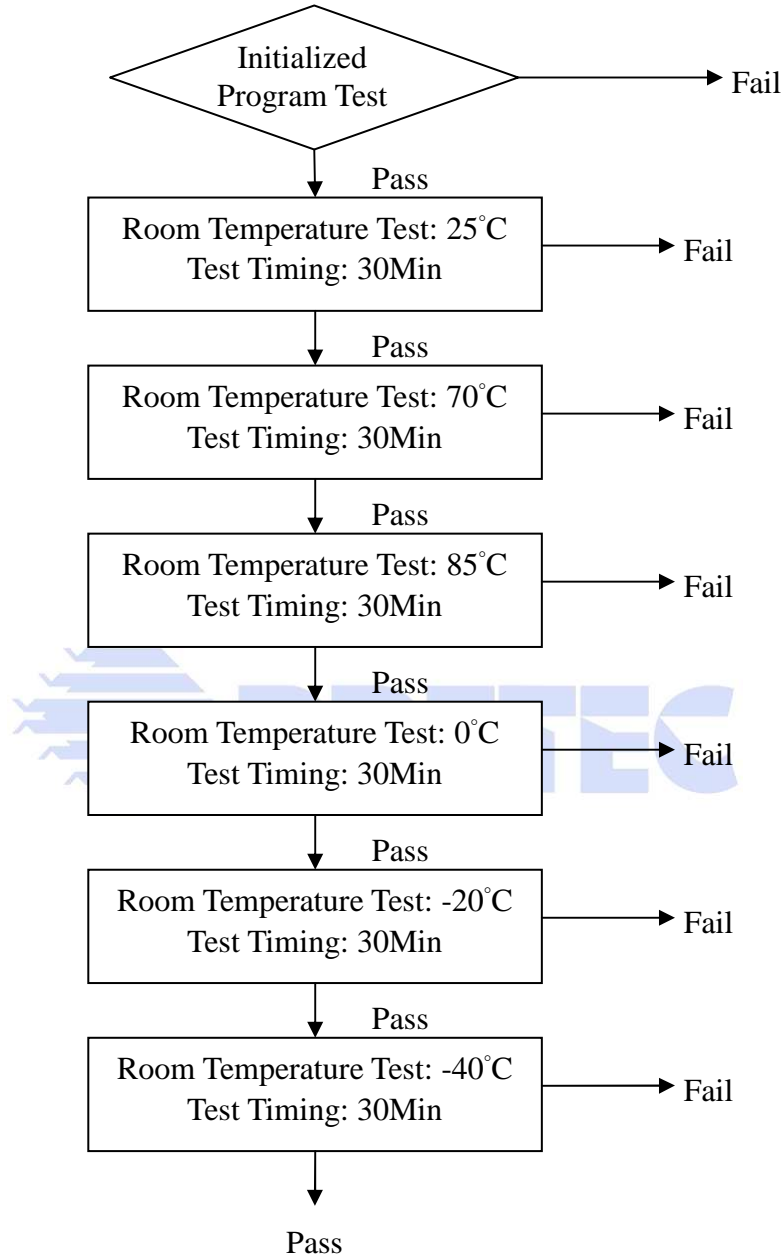 Initialized
Program Test
Fail
Pass
Room Temperature Test: 25°C
Test Timing: 30Min
Fail
Pass
Room Temperature Test: 70°C
Test Timing: 30Min
Fail
Pass
Room Temperature Test: 85°C
Test Timing: 30Min
Fail
Pass
Room Temperature Test: 0°C
Test Timing: 30Min
Fail
Pass
Room Temperature Test: -20°C
Test Timing: 30Min
Fail
Pass
Room Temperature Test: -40°C
Test Timing: 30Min
Fail
Pass